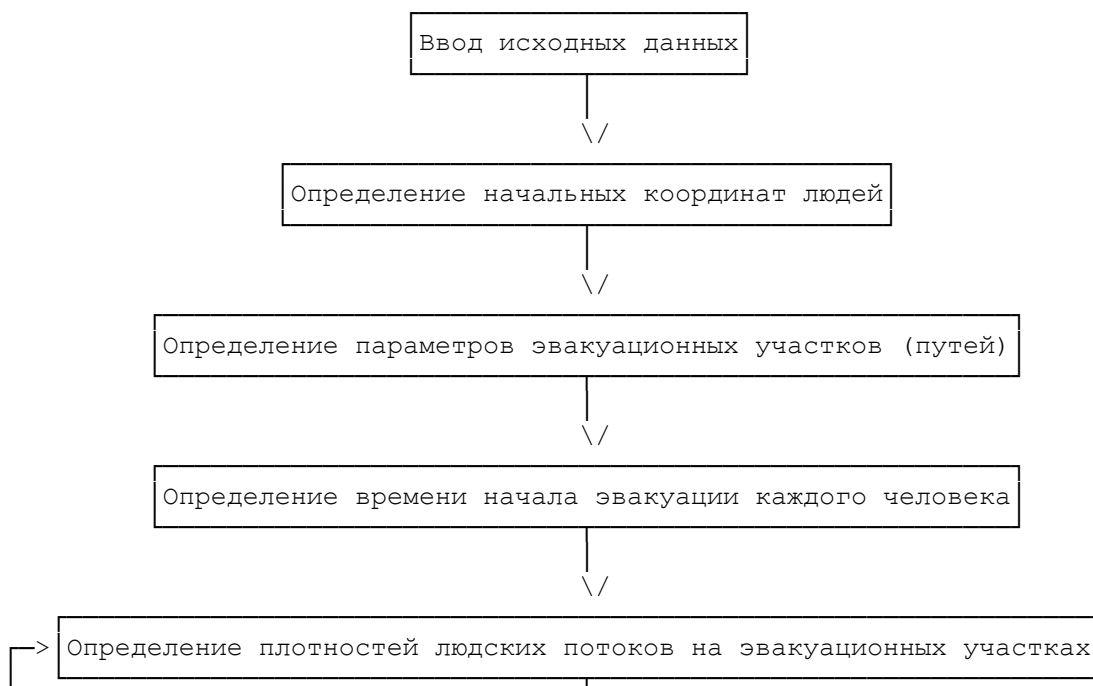 Ввод исходных данных
Определение начальных координат людей
Определение параметров эвакуационных участков (путей)
Определение времени начала эвакуации каждого человека
Определение плотностей людских потоков на эвакуационных участках